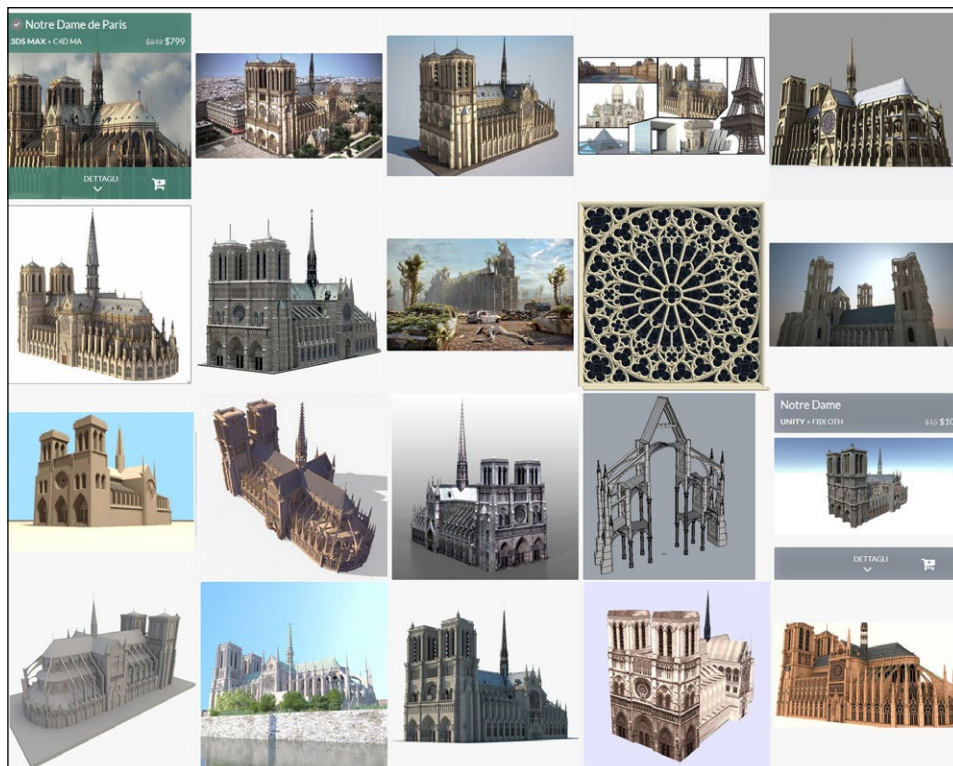 Notre Dame de Paris
3DS MAX + C4D MA $849 $799
DETTAGLI
Notre Dame
UNITY + FBX OTH $15 $10
DETTAGLI